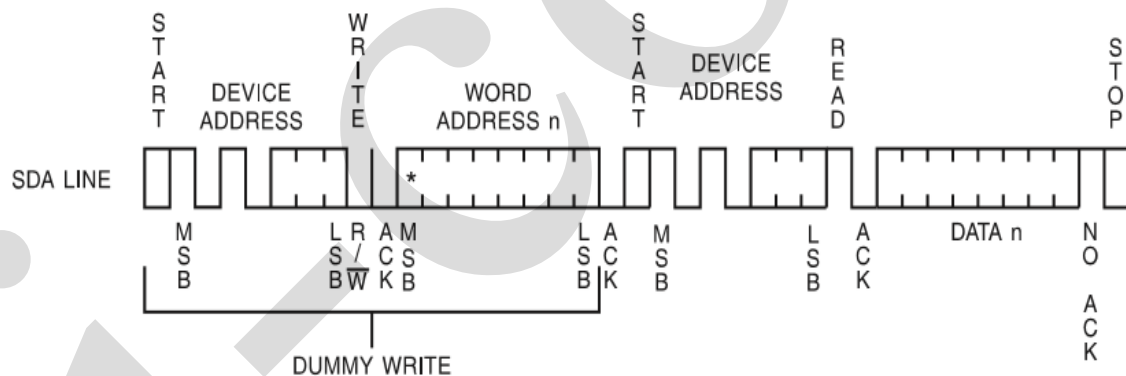 START
WRITE
START
READ
STOP
DEVICE
ADDRESS
WORD
ADDRESS n
DEVICE
ADDRESS
SDA LINE
*
MSB
LSB
R/W
ACK
MSB
LSB
ACK
MSB
LSB
ACK
DATA n
NO ACK
DUMMY WRITE